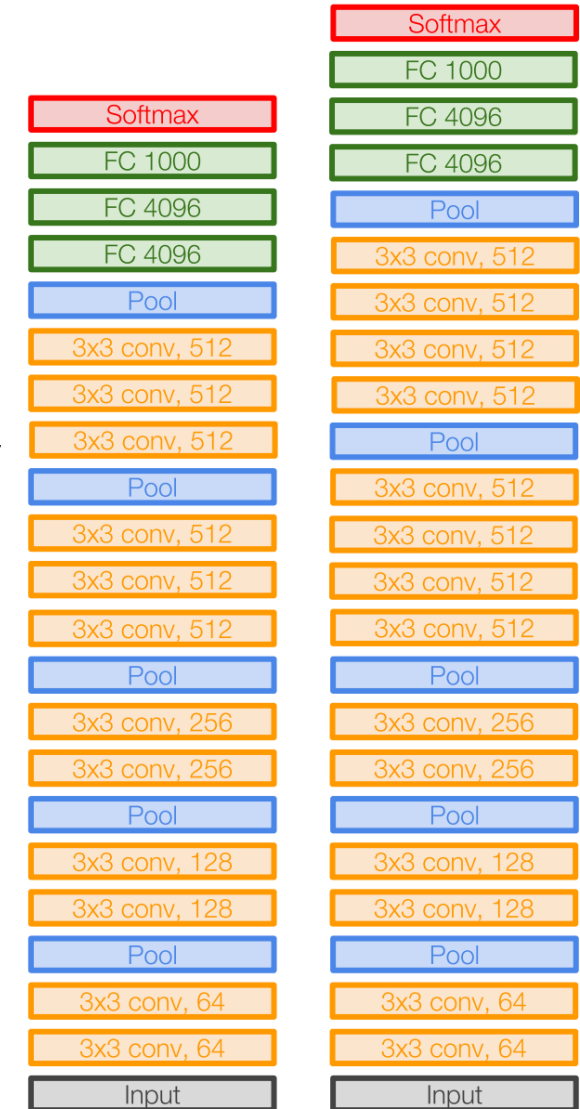 Softmax
FC 1000
FC 4096
FC 4096
Pool
3x3 conv, 512
3x3 conv, 512
3x3 conv, 512
Pool
3x3 conv, 512
3x3 conv, 512
3x3 conv, 512
Pool
3x3 conv, 256
3x3 conv, 256
Pool
3x3 conv, 128
3x3 conv, 128
Pool
3x3 conv, 64
3x3 conv, 64
Input
Softmax
FC 1000
FC 4096
FC 4096
Pool
3x3 conv, 512
3x3 conv, 512
3x3 conv, 512
3x3 conv, 512
Pool
3x3 conv, 512
3x3 conv, 512
3x3 conv, 512
3x3 conv, 512
Pool
3x3 conv, 256
3x3 conv, 256
Pool
3x3 conv, 128
3x3 conv, 128
Pool
3x3 conv, 64
3x3 conv, 64
Input